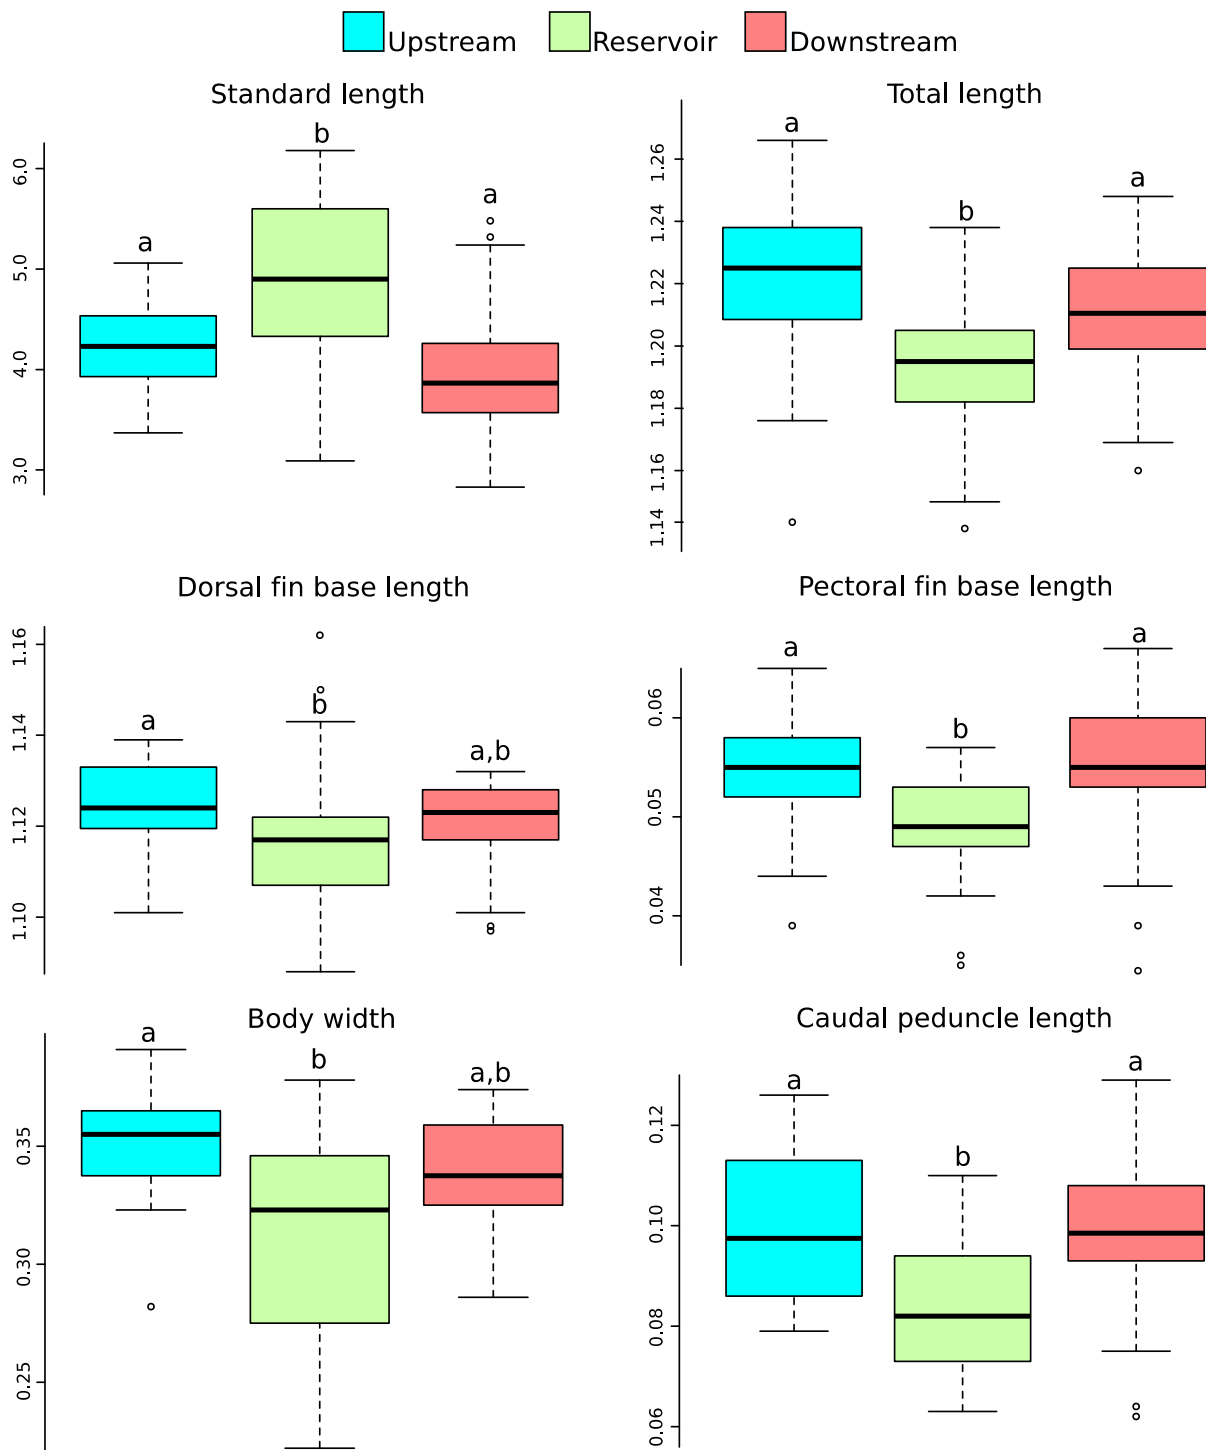 Upstream Reservoir Downstream
Standard length
6.0
5.0
4.0
3.0
a
b
a
Total length
1.26
1.24
1.22
1.20
1.18
1.16
1.14
a
b
a
Dorsal fin base length
1.16
1.14
1.12
1.10
a
b
a,b
Pectoral fin base length
0.06
0.05
0.04
a
b
a
Body width
0.35
0.30
0.25
a
b
a,b
Caudal peduncle length
0.12
0.10
0.08
0.06
a
b
a